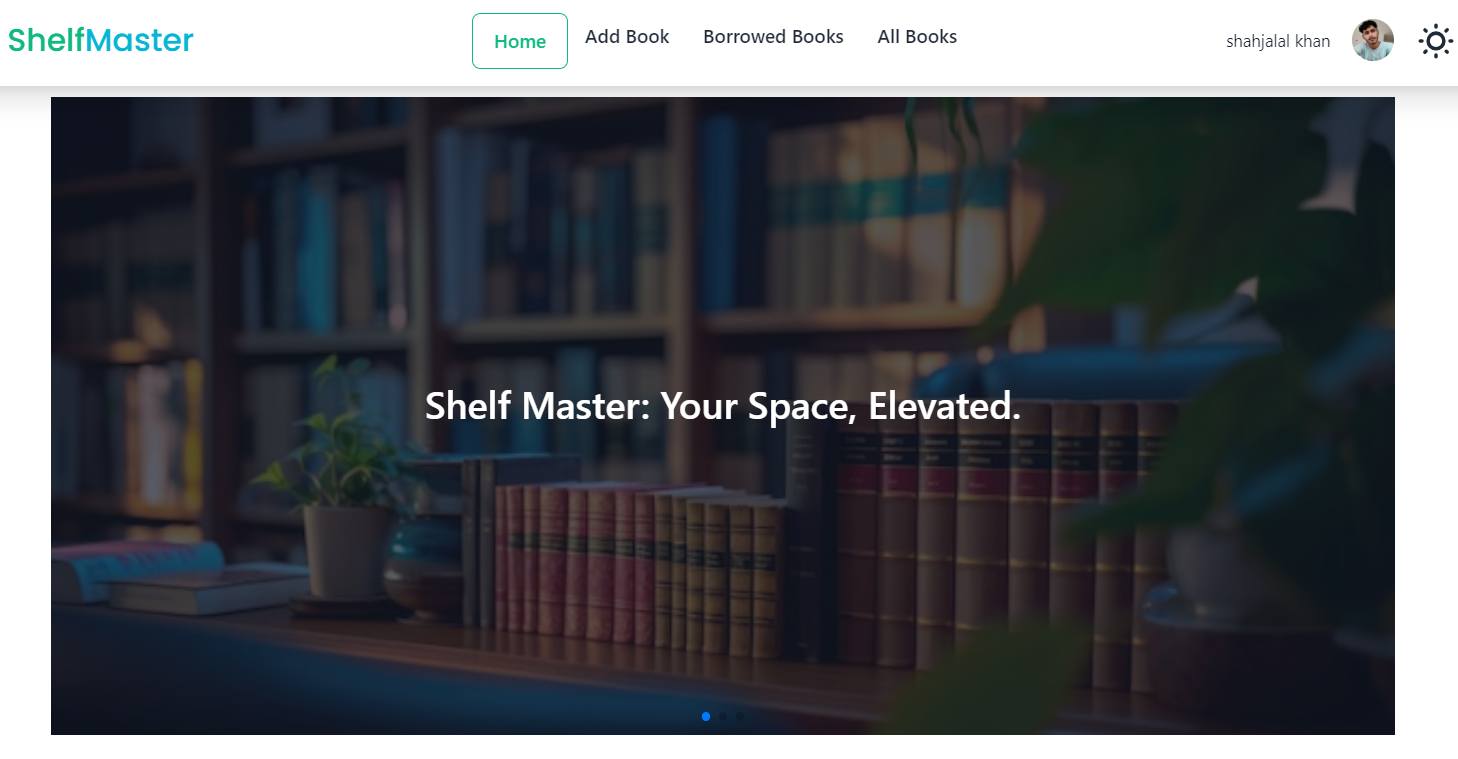 ShelfMaster
Home
Add Book
Borrowed Books
All Books
shahjalal khan
Shelf Master: Your Space, Elevated.